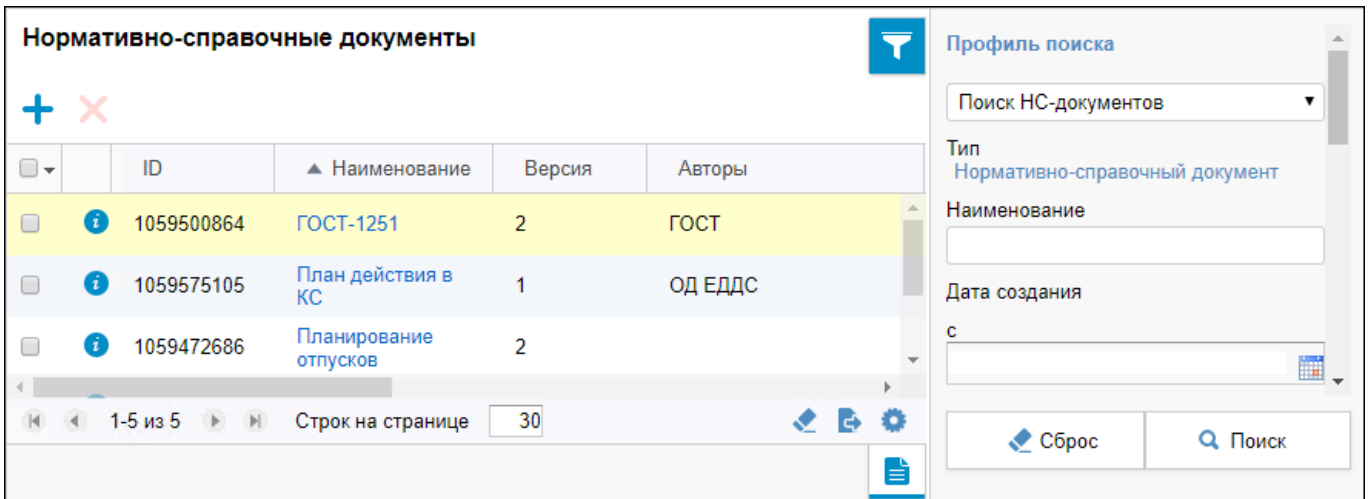 Нормативно-справочные документы
ID Наименование Версия Авторы
1059500864 ГОСТ-1251 2 ГОСТ
1059575105 План действия в КС 1 ОД ЕДДС
1059472686 Планирование отпусков 2
1-5 из 5 Строк на странице 30
Профиль поиска
Поиск НС-документов
Тип
Нормативно-справочный документ
Наименование
Дата создания
с
Сброс Поиск